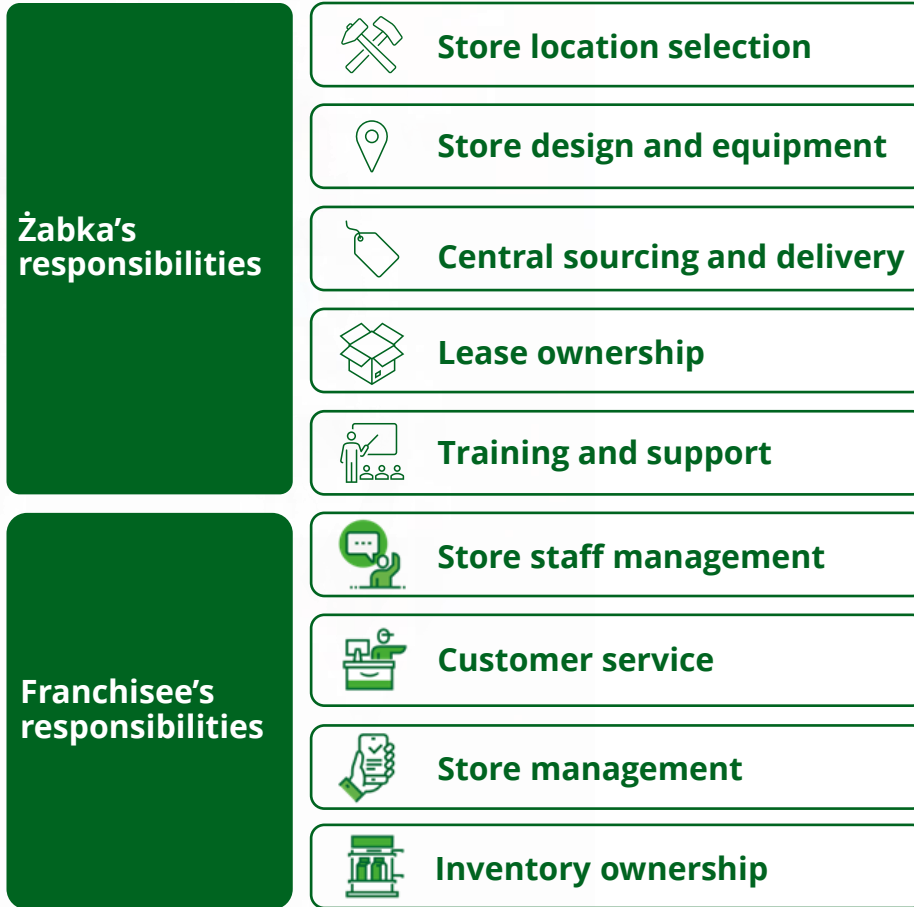 Żabka’s
responsibilities
Store location selection
Store design and equipment
Central sourcing and delivery
Lease ownership
Training and support
Franchisee’s
responsibilities
Store staff management
Customer service
Store management
Inventory ownership